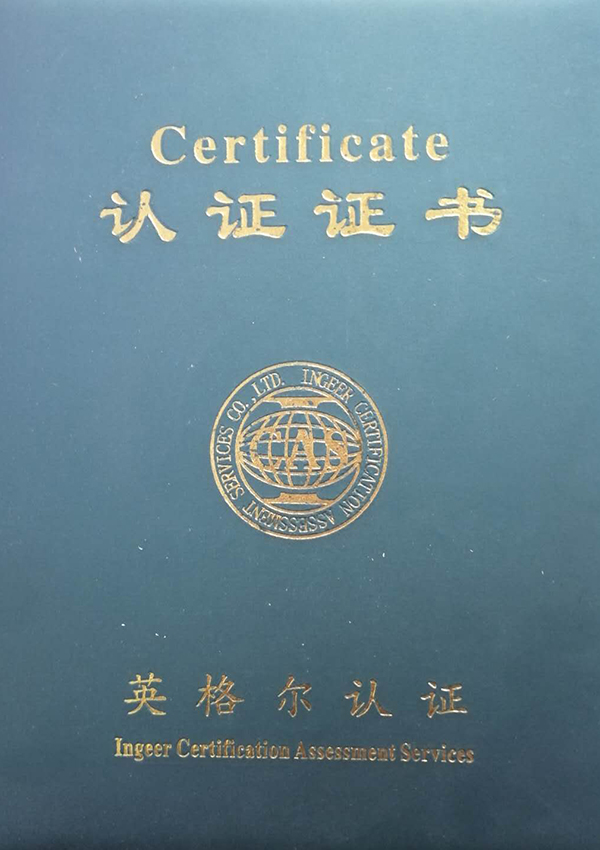 Certificate
认证证书
INGEER CERTIFICATION ASSESSMENT SERVICES CO.,LTD.
ICAS
英格尔认证
Ingeer Certification Assessment Services